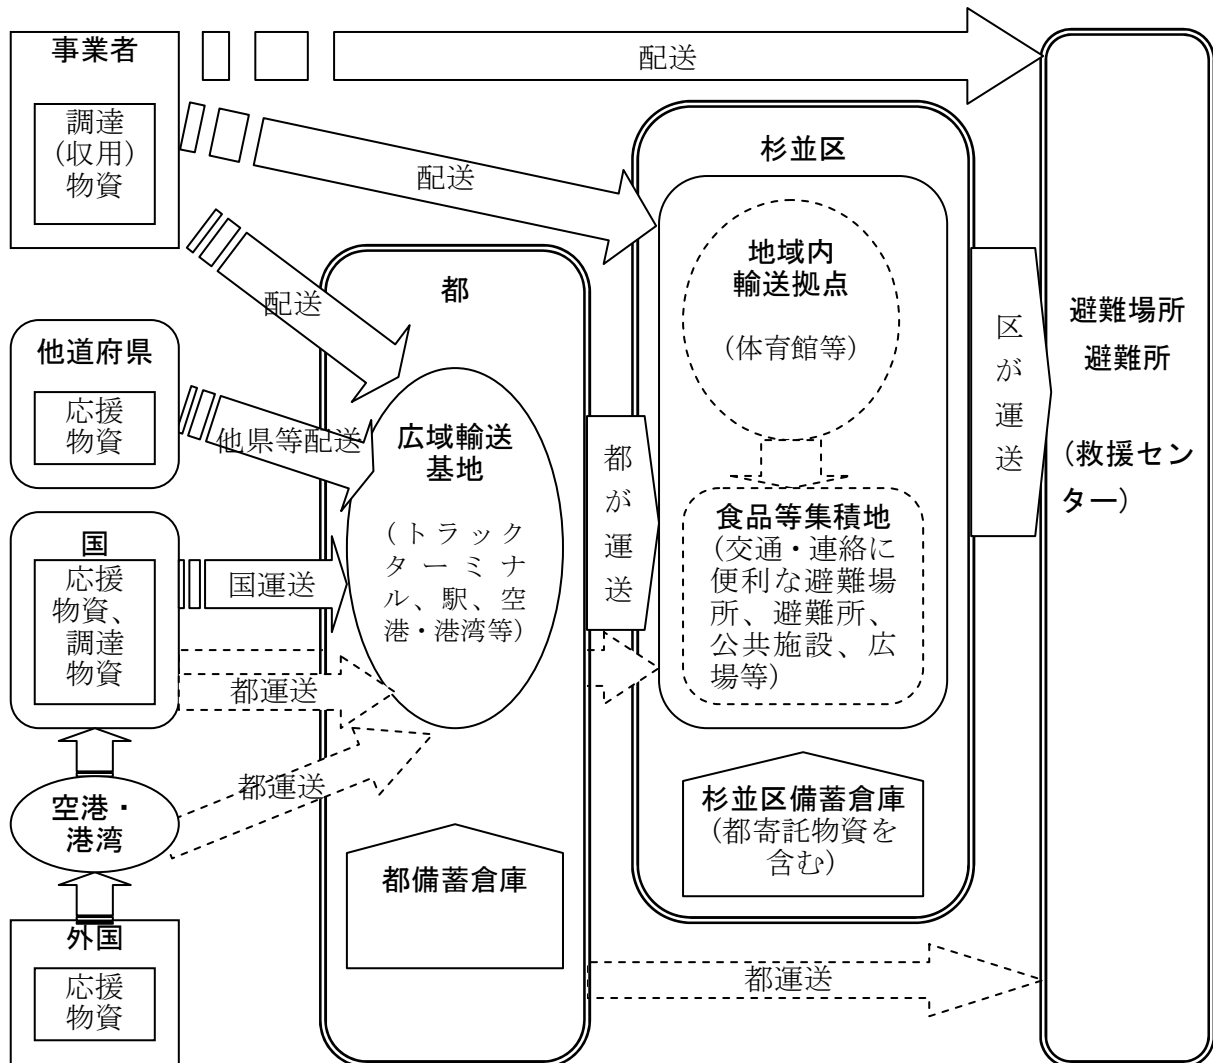 事業者
調達
(収用)
物資
配送
配送
配送
他道府県
応援
物資
他県等配送
国
応援
物資、
調達
物資
国運送
都運送
都運送
空港・
港湾
外国
応援
物資
都
広域輸送
基地
(トラック
ターミナ
ル、駅、空
港・港湾等)
都備蓄倉庫
都が運送
都運送
杉並区
地域内
輸送拠点
(体育館等)
食品等集積地
(交通・連絡に
便利な避難場
所、避難所、
公共施設、広
場等)
杉並区備蓄倉庫
(都寄託物資を
含む)
区が運送
避難場所
避難所
(救援セン
ター)